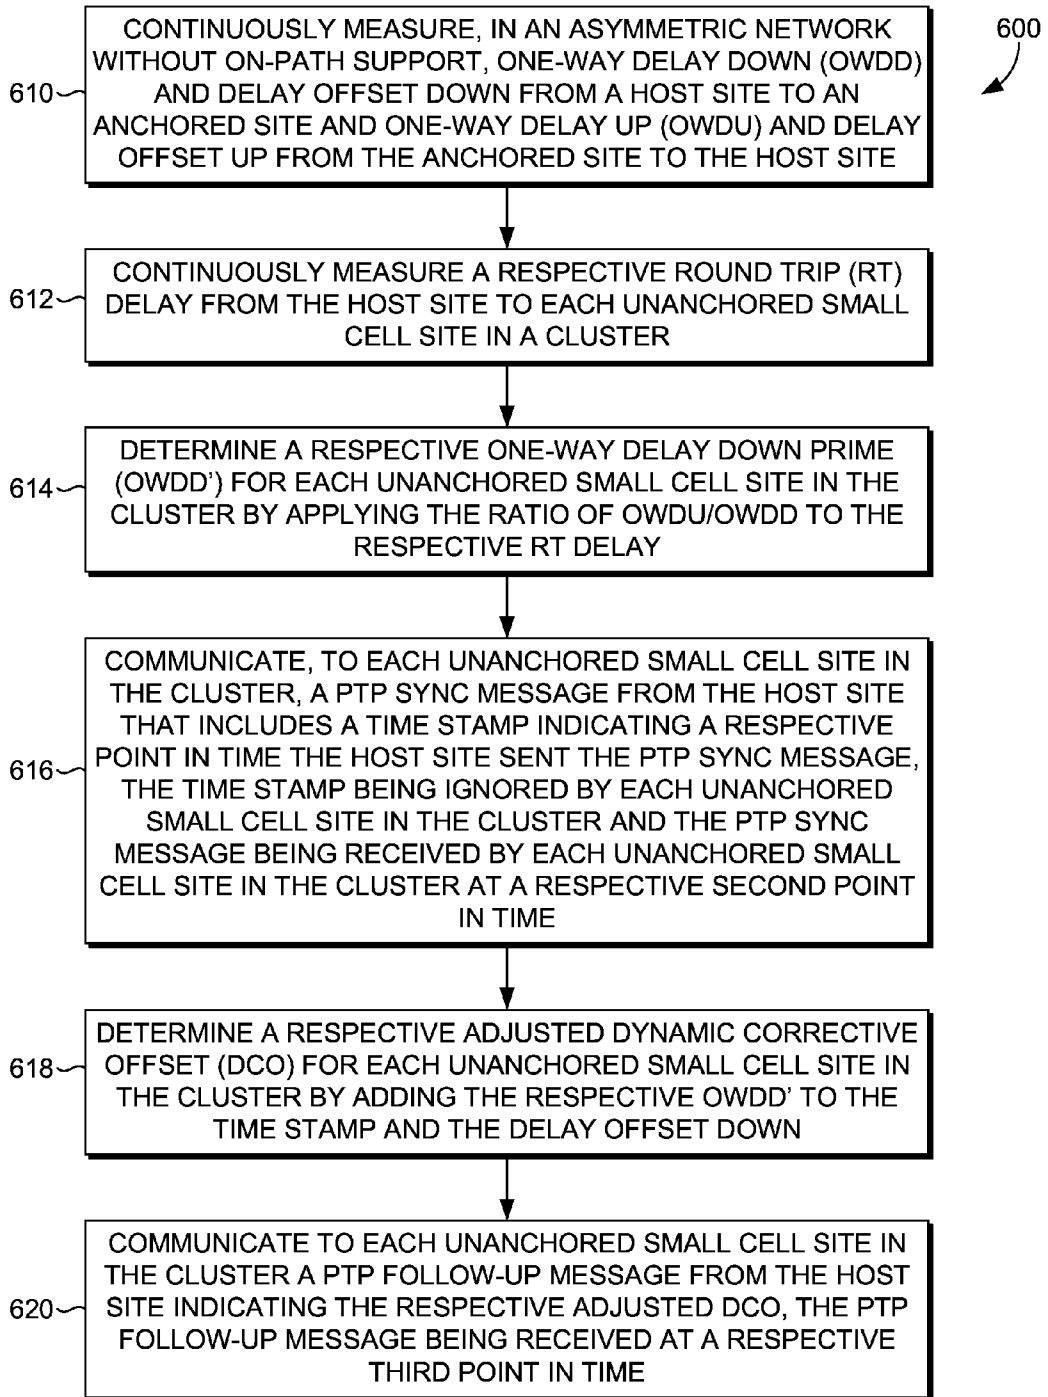 600
610
CONTINUOUSLY MEASURE, IN AN ASYMMETRIC NETWORK
WITHOUT ON-PATH SUPPORT, ONE-WAY DELAY DOWN (OWDD)
AND DELAY OFFSET DOWN FROM A HOST SITE TO AN
ANCHORED SITE AND ONE-WAY DELAY UP (OWDU) AND DELAY
OFFSET UP FROM THE ANCHORED SITE TO THE HOST SITE
612
CONTINUOUSLY MEASURE A RESPECTIVE ROUND TRIP (RT)
DELAY FROM THE HOST SITE TO EACH UNANCHORED SMALL
CELL SITE IN A CLUSTER
614
DETERMINE A RESPECTIVE ONE-WAY DELAY DOWN PRIME
(OWDD') FOR EACH UNANCHORED SMALL CELL SITE IN THE
CLUSTER BY APPLYING THE RATIO OF OWDU/OWDD TO THE
RESPECTIVE RT DELAY
616
COMMUNICATE, TO EACH UNANCHORED SMALL CELL SITE IN
THE CLUSTER, A PTP SYNC MESSAGE FROM THE HOST SITE
THAT INCLUDES A TIME STAMP INDICATING A RESPECTIVE
POINT IN TIME THE HOST SITE SENT THE PTP SYNC MESSAGE,
THE TIME STAMP BEING IGNORED BY EACH UNANCHORED
SMALL CELL SITE IN THE CLUSTER AND THE PTP SYNC
MESSAGE BEING RECEIVED BY EACH UNANCHORED SMALL
CELL SITE IN THE CLUSTER AT A RESPECTIVE SECOND POINT
IN TIME
618
DETERMINE A RESPECTIVE ADJUSTED DYNAMIC CORRECTIVE
OFFSET (DCO) FOR EACH UNANCHORED SMALL CELL SITE IN
THE CLUSTER BY ADDING THE RESPECTIVE OWDD' TO THE
TIME STAMP AND THE DELAY OFFSET DOWN
620
COMMUNICATE TO EACH UNANCHORED SMALL CELL SITE IN
THE CLUSTER A PTP FOLLOW-UP MESSAGE FROM THE HOST
SITE INDICATING THE RESPECTIVE ADJUSTED DCO, THE PTP
FOLLOW-UP MESSAGE BEING RECEIVED AT A RESPECTIVE
THIRD POINT IN TIME